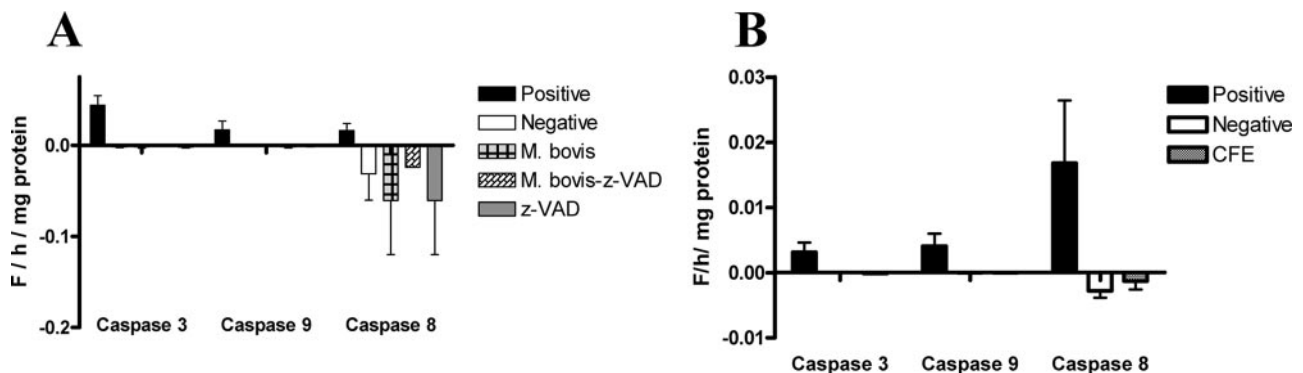 A
F / h / mg protein
0.0
-0.1
-0.2
Caspase 3 Caspase 9 Caspase 8
Positive
Negative
M. bovis
M. bovis-z-VAD
z-VAD
B
F/h/ mg protein
0.03
0.02
0.01
0.00
-0.01
Caspase 3 Caspase 9 Caspase 8
Positive
Negative
CFE